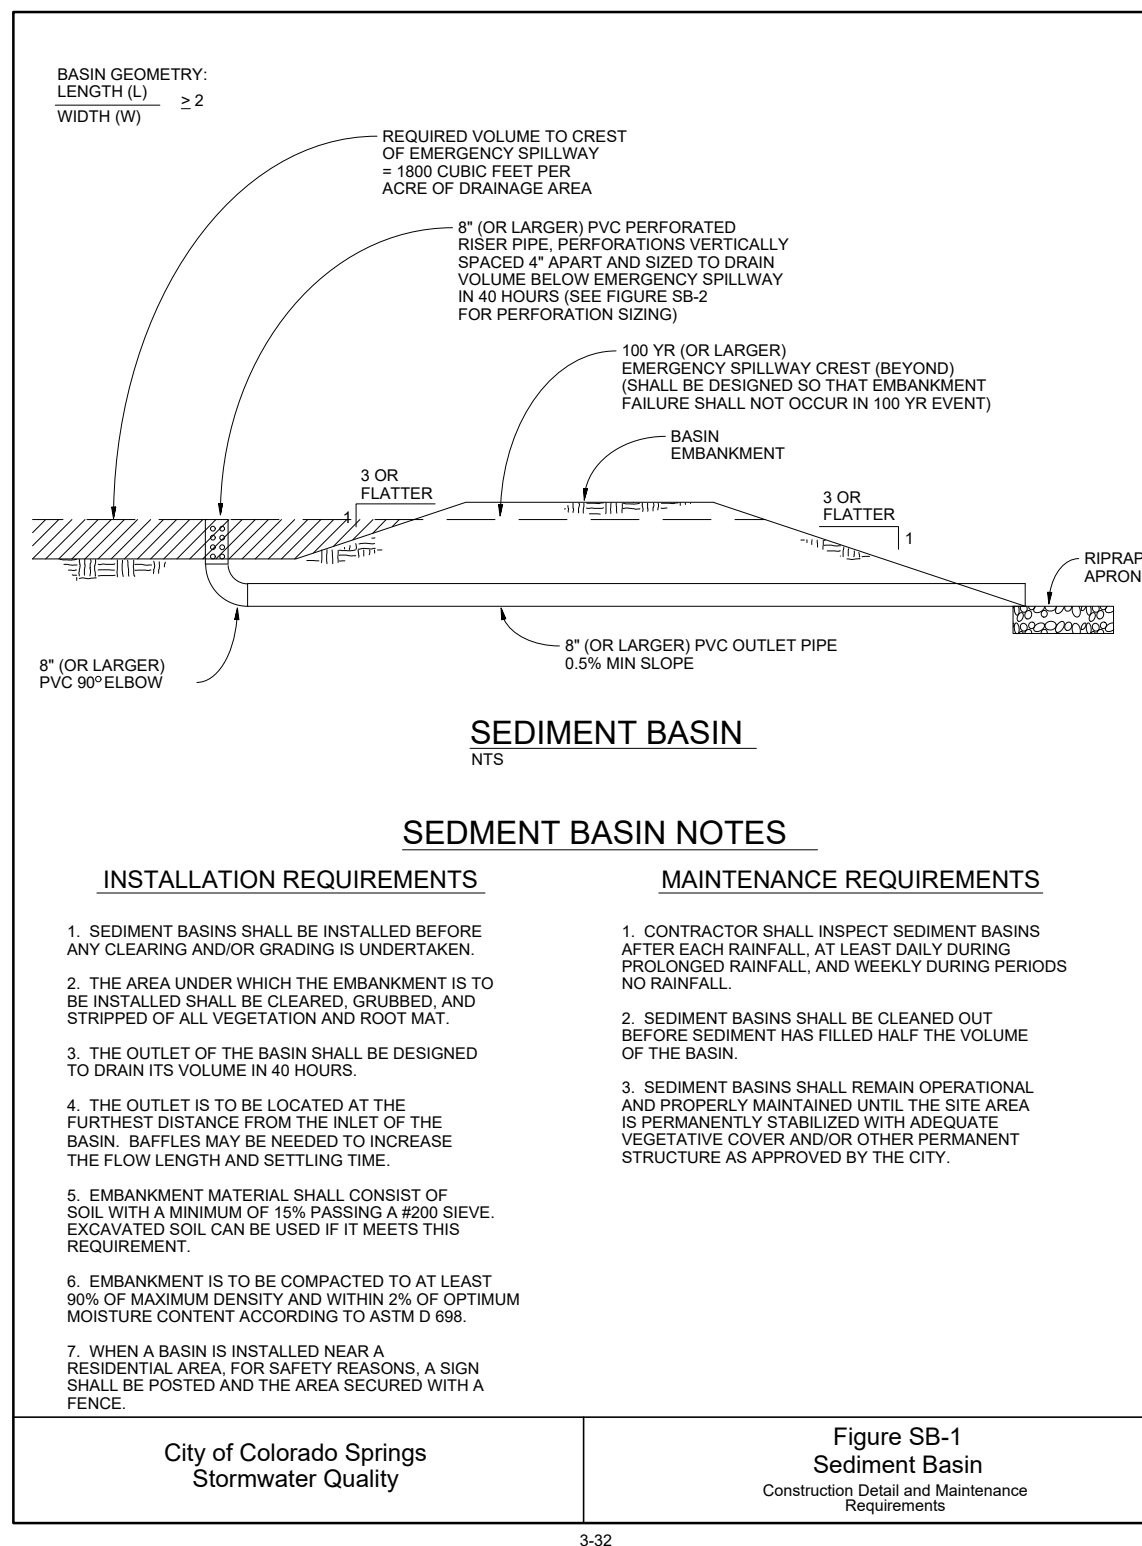 BASIN GEOMETRY:
LENGTH (L)
WIDTH (W)
≥ 2
REQUIRED VOLUME TO CREST
OF EMERGENCY SPILLWAY
= 1800 CUBIC FEET PER
ACRE OF DRAINAGE AREA
8" (OR LARGER) PVC PERFORATED
RISER PIPE, PERFORATIONS VERTICALLY
SPACED 4" APART AND SIZED TO DRAIN
VOLUME BELOW EMERGENCY SPILLWAY
IN 40 HOURS (SEE FIGURE SB-2
FOR PERFORATION SIZING)
100 YR (OR LARGER)
EMERGENCY SPILLWAY CREST (BEYOND)
(SHALL BE DESIGNED SO THAT EMBANKMENT
FAILURE SHALL NOT OCCUR IN 100 YR EVENT)
BASIN
EMBANKMENT
3 OR
FLATTER
1
3 OR
FLATTER
1
RIPRAP
APRON
8" (OR LARGER) PVC OUTLET PIPE
0.5% MIN SLOPE
8" (OR LARGER)
PVC 90° ELBOW
SEDIMENT BASIN
NTS
SEDMENT BASIN NOTES
INSTALLATION REQUIREMENTS
1. SEDIMENT BASINS SHALL BE INSTALLED BEFORE
ANY CLEARING AND/OR GRADING IS UNDERTAKEN.
2. THE AREA UNDER WHICH THE EMBANKMENT IS TO
BE INSTALLED SHALL BE CLEARED, GRUBBED, AND
STRIPPED OF ALL VEGETATION AND ROOT MAT.
3. THE OUTLET OF THE BASIN SHALL BE DESIGNED
TO DRAIN ITS VOLUME IN 40 HOURS.
4. THE OUTLET IS TO BE LOCATED AT THE
FURTHEST DISTANCE FROM THE INLET OF THE
BASIN. BAFFLES MAY BE NEEDED TO INCREASE
THE FLOW LENGTH AND SETTLING TIME.
5. EMBANKMENT MATERIAL SHALL CONSIST OF
SOIL WITH A MINIMUM OF 15% PASSING A #200 SIEVE.
EXCAVATED SOIL CAN BE USED IF IT MEETS THIS
REQUIREMENT.
6. EMBANKMENT IS TO BE COMPACTED TO AT LEAST
90% OF MAXIMUM DENSITY AND WITHIN 2% OF OPTIMUM
MOISTURE CONTENT ACCORDING TO ASTM D 698.
7. WHEN A BASIN IS INSTALLED NEAR A
RESIDENTIAL AREA, FOR SAFETY REASONS, A SIGN
SHALL BE POSTED AND THE AREA SECURED WITH A
FENCE.
MAINTENANCE REQUIREMENTS
1. CONTRACTOR SHALL INSPECT SEDIMENT BASINS
AFTER EACH RAINFALL, AT LEAST DAILY DURING
PROLONGED RAINFALL, AND WEEKLY DURING PERIODS
NO RAINFALL.
2. SEDIMENT BASINS SHALL BE CLEANED OUT
BEFORE SEDIMENT HAS FILLED HALF THE VOLUME
OF THE BASIN.
3. SEDIMENT BASINS SHALL REMAIN OPERATIONAL
AND PROPERLY MAINTAINED UNTIL THE SITE AREA
IS PERMANENTLY STABILIZED WITH ADEQUATE
VEGETATIVE COVER AND/OR OTHER PERMANENT
STRUCTURE AS APPROVED BY THE CITY.
City of Colorado Springs
Stormwater Quality
Figure SB-1
Sediment Basin
Construction Detail and Maintenance
Requirements
3-32